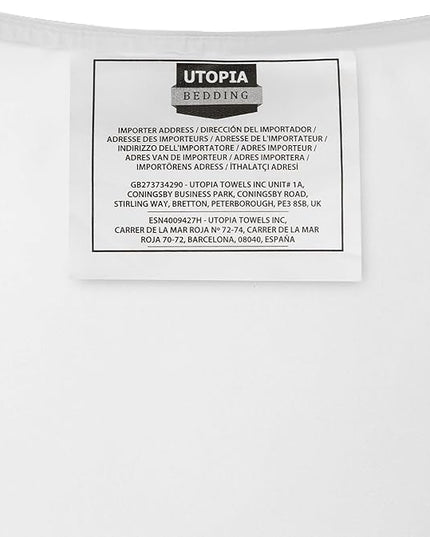 UTOPIA
BEDDING
IMPORTER ADDRESS / DIRECCIÓN DEL IMPORTADOR /
ADRESSE DES IMPORTEURS / ADRESSE DE L'IMPORTATEUR /
INDIRIZZO DELL'IMPORTATORE / ADRES IMPORTEUR /
ADRES VAN DE IMPORTEUR / ADRES IMPORTERA /
IMPORTÖRENS ADRESS / İTHALATÇI ADRESİ
GB273734290 - UTOPIA TOWELS INC UNIT# 1A,
CONINGSBY BUSINESS PARK, CONINGSBY ROAD,
STIRLING WAY, BRETTON, PETERBOROUGH, PE3 8SB, UK
ESN4009427H - UTOPIA TOWELS INC,
CARRER DE LA MAR ROJA Nº 72-74, CARRER DE LA MAR
ROJA 70-72, BARCELONA, 08040, ESPAÑA